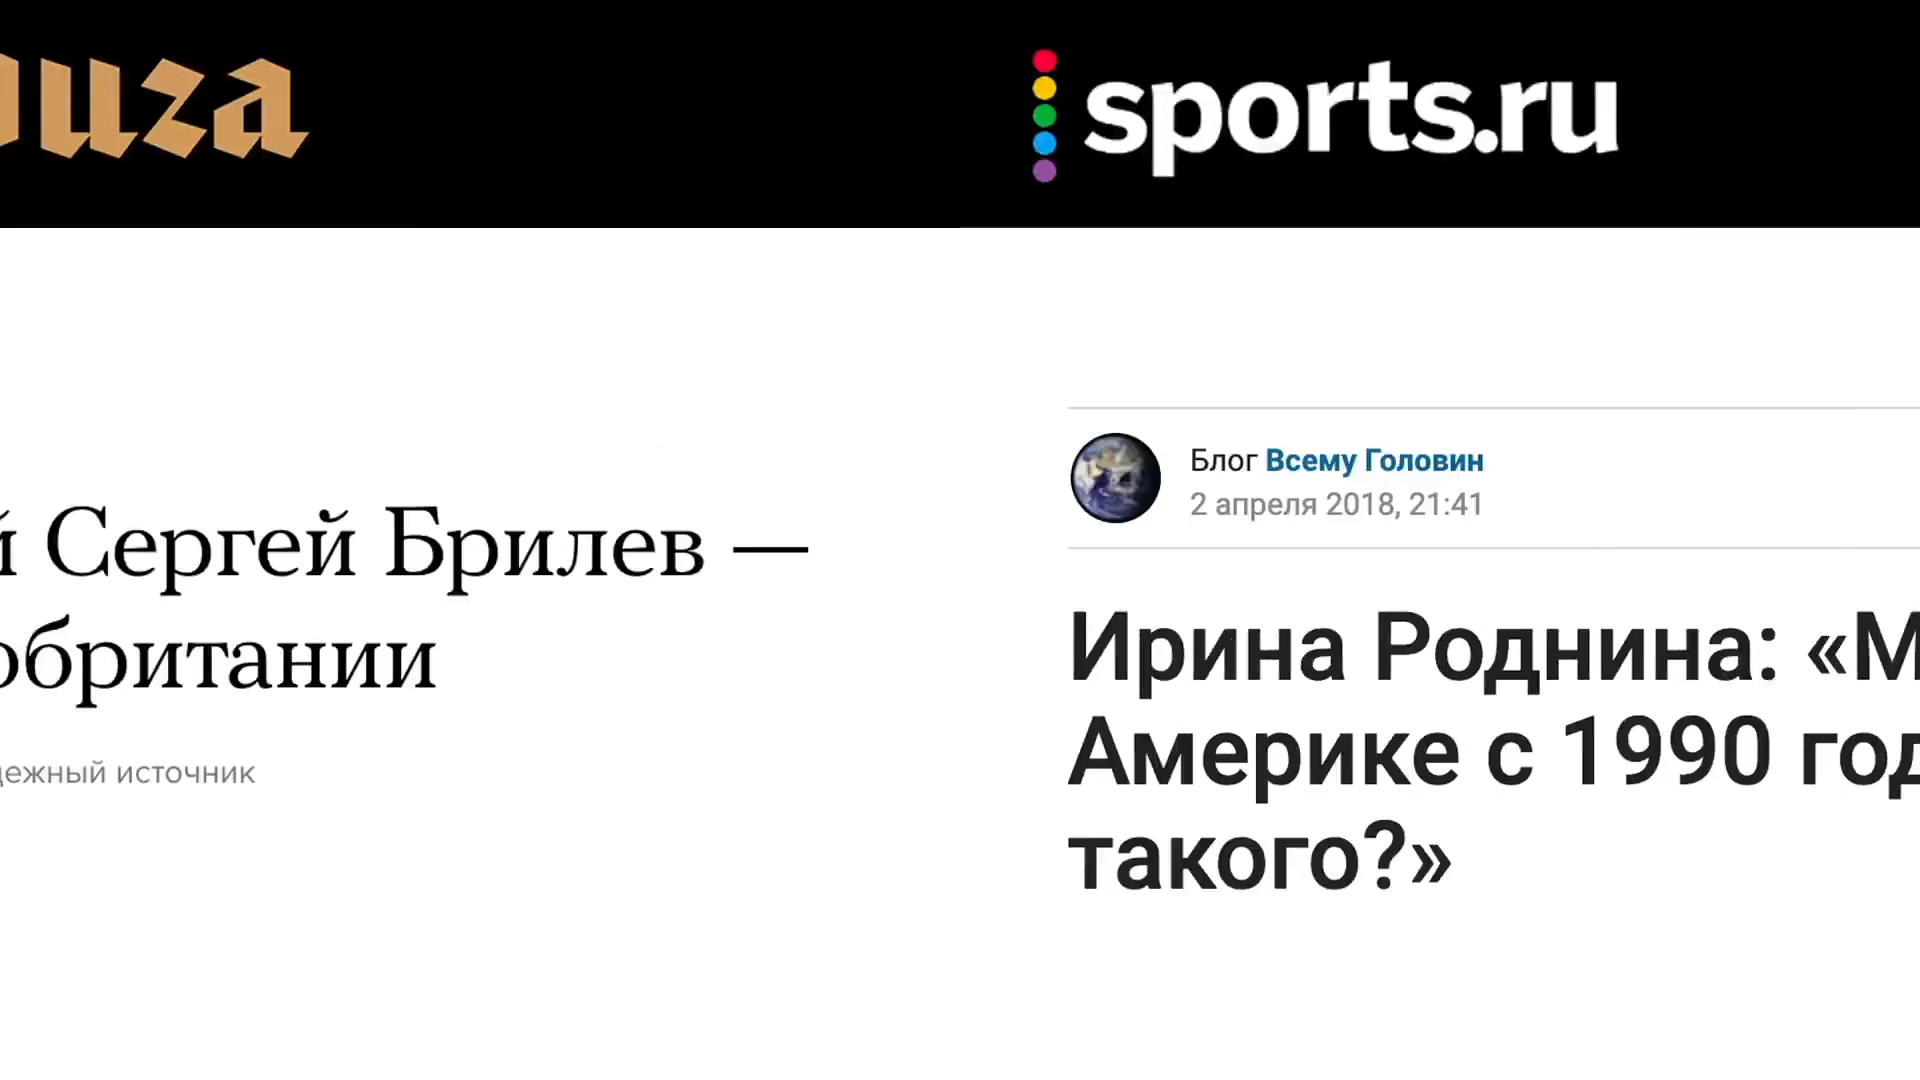 uza
й Сергей Брилев —
обритании
дежный источник
sports.ru
Блог Всему Головин
2 апреля 2018, 21:41
Ирина Роднина: «М
Америке с 1990 год
такого?»